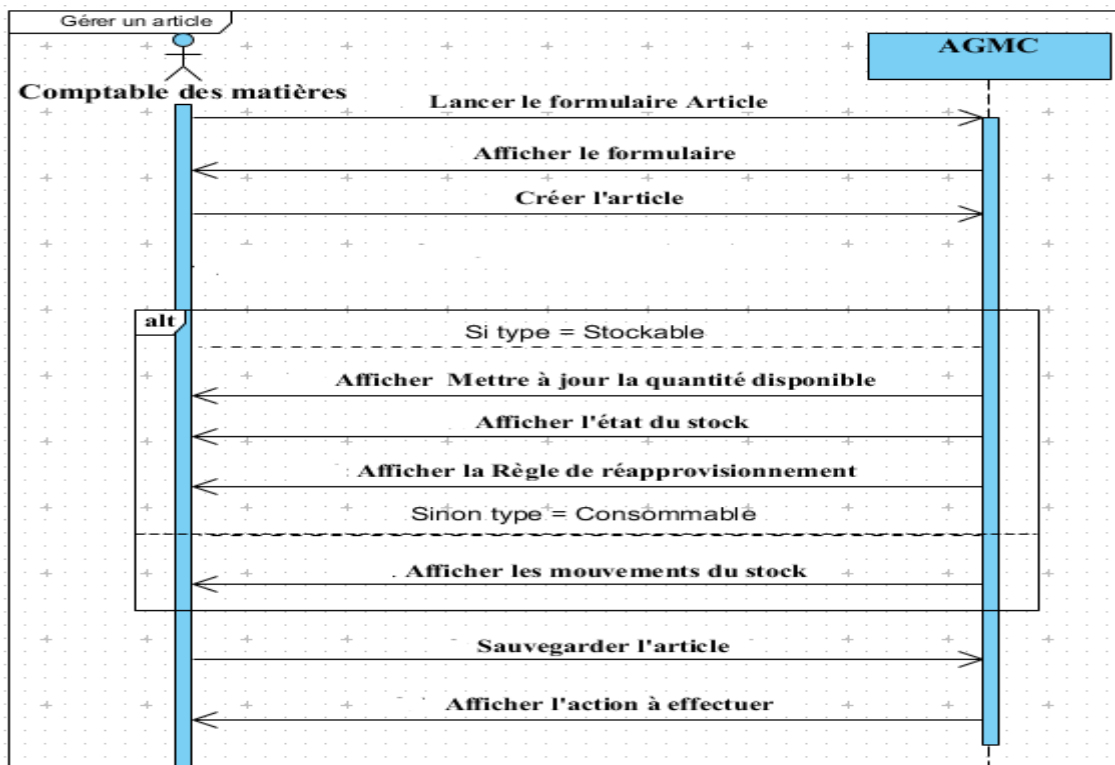 Gérer un article
AGMC
Comptable des matières
Lancer le formulaire Article
Afficher le formulaire
Créer l'article
alt
Si type = Stockable
Afficher Mettre à jour la quantité disponible
Afficher l'état du stock
Afficher la Règle de réapprovisionnement
Sinon type = Consommable
Afficher les mouvements du stock
Sauvegarder l'article
Afficher l'action à effectuer